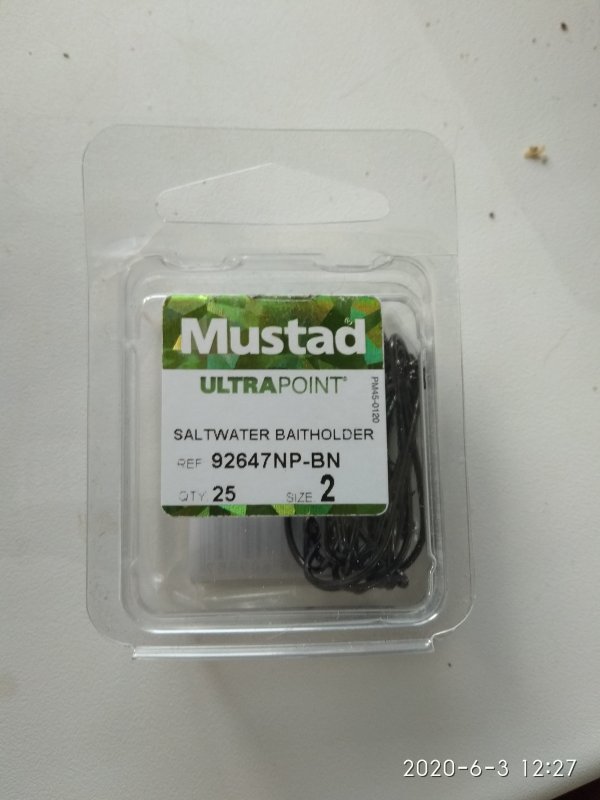 Mustad
ULTRAPOINT®
PM45-0120
SALTWATER BAITHOLDER
REF 92647NP-BN
QTY. 25 SIZE 2
2020-6-3 12:27